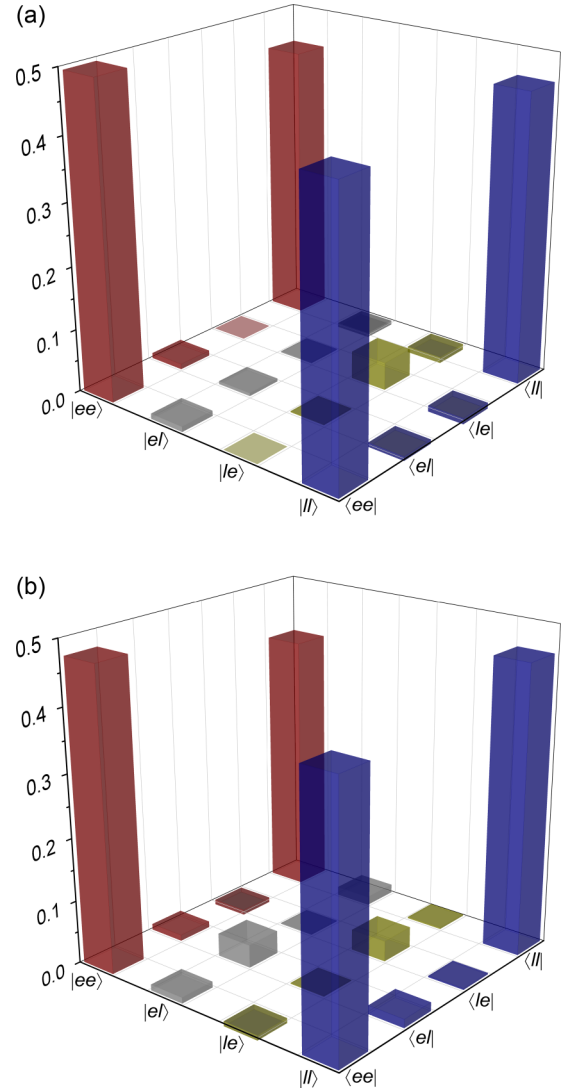 (a)
0.5
0.4
0.3
0.2
0.1
0.0
|ee⟩
|el⟩
|le⟩
|ll⟩
⟨ee|
⟨el|
⟨le|
⟨ll|
(b)
0.5
0.4
0.3
0.2
0.1
0.0
|ee⟩
|el⟩
|le⟩
|ll⟩
⟨ee|
⟨el|
⟨le|
⟨ll|